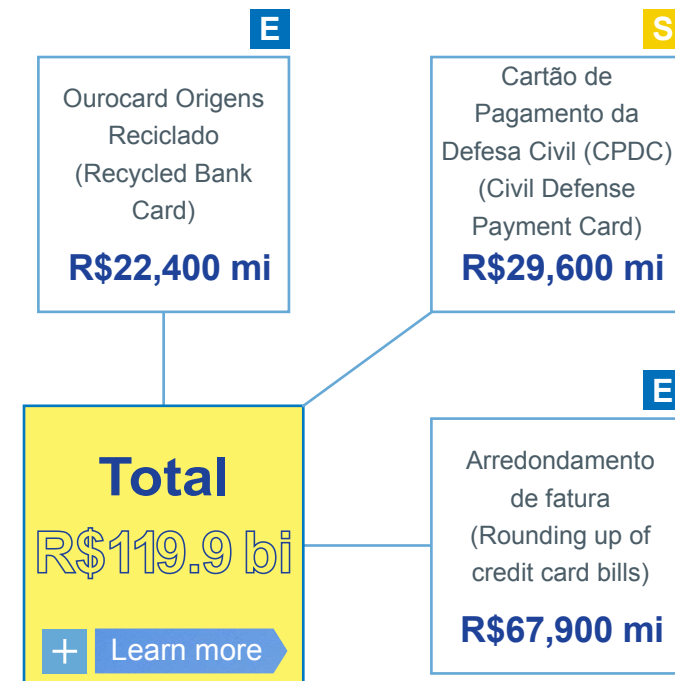 E
Ourocard Origens
Reciclado
(Recycled Bank
Card)
R$22,400 mi
S
Cartão de
Pagamento da
Defesa Civil (CPDC)
(Civil Defense
Payment Card)
R$29,600 mi
E
Arredondamento
de fatura
(Rounding up of
credit card bills)
R$67,900 mi
Total
R$119.9 bi
+ Learn more